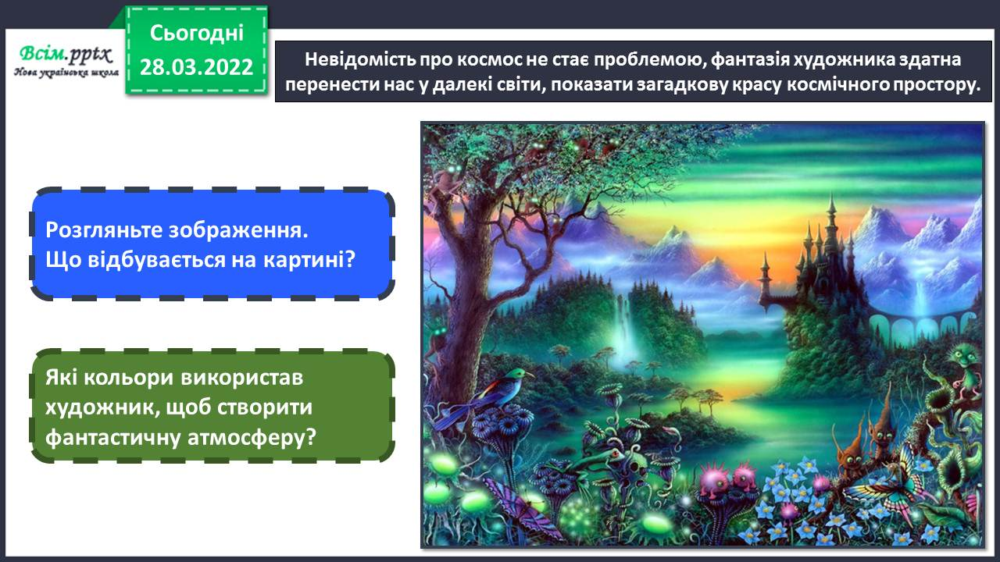 Всім.pptx
Нова українська школа
Сьогодні
28.03.2022
Невідомість про космос не стає проблемою, фантазія художника здатна
перенести нас у далекі світи, показати загадкову красу космічного простору.
Розгляньте зображення.
Що відбувається на картині?
Які кольори використав
художник, щоб створити
фантастичну атмосферу?